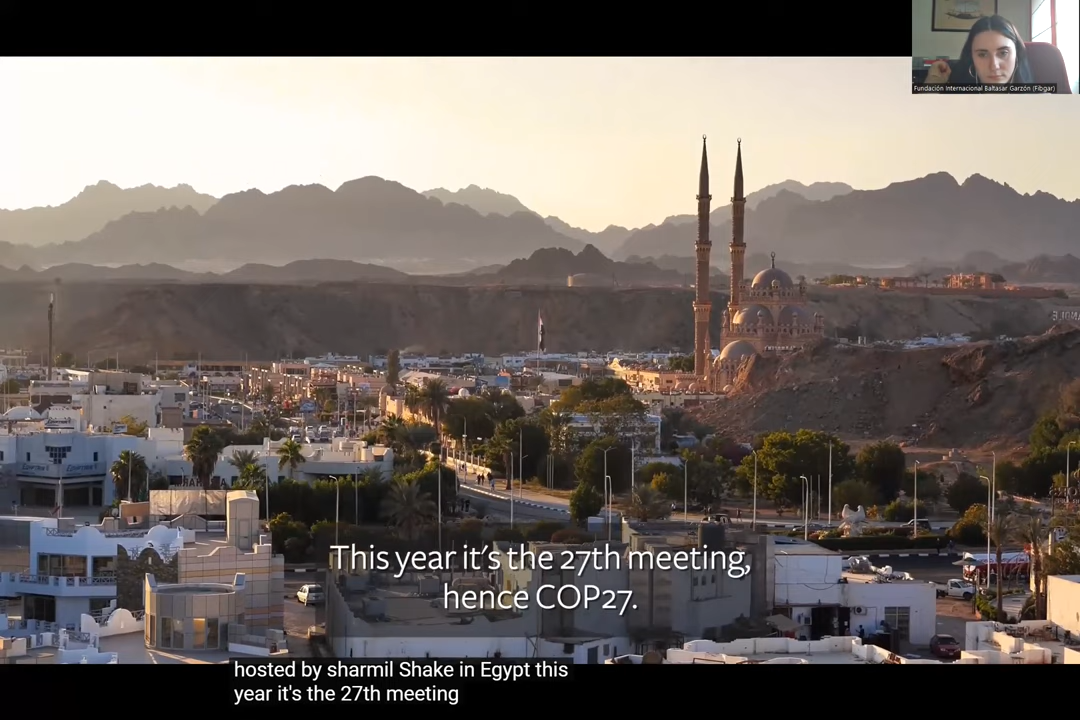 Fundación Internacional Baltasar Garzón (Fibgar)
This year it's the 27th meeting,
hence COP27.
hosted by sharmil Shake in Egypt this
year it's the 27th meeting